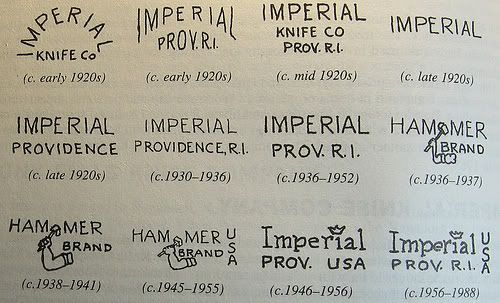 IMPERIAL
KNIFE CO
(c. early 1920s)
IMPERIAL
PROV. R.I.
(c. early 1920s)
IMPERIAL
KNIFE CO
PROV. R.I.
(c. mid 1920s)
IMPERIAL
(c. late 1920s)
IMPERIAL
PROVIDENCE
(c. late 1920s)
IMPERIAL
PROVIDENCE, R.I.
(c.1930–1936)
IMPERIAL
PROV. R.I.
(c.1936–1952)
HAMMER
BRAND
(c.1936–1937)
HAMMER
BRAND
(c.1938–1941)
HAMMER
BRAND
USA
(c.1945–1955)
Imperial
PROV. USA
(c.1946–1956)
Imperial
PROV. R.I.
USA
(c.1956–1988)